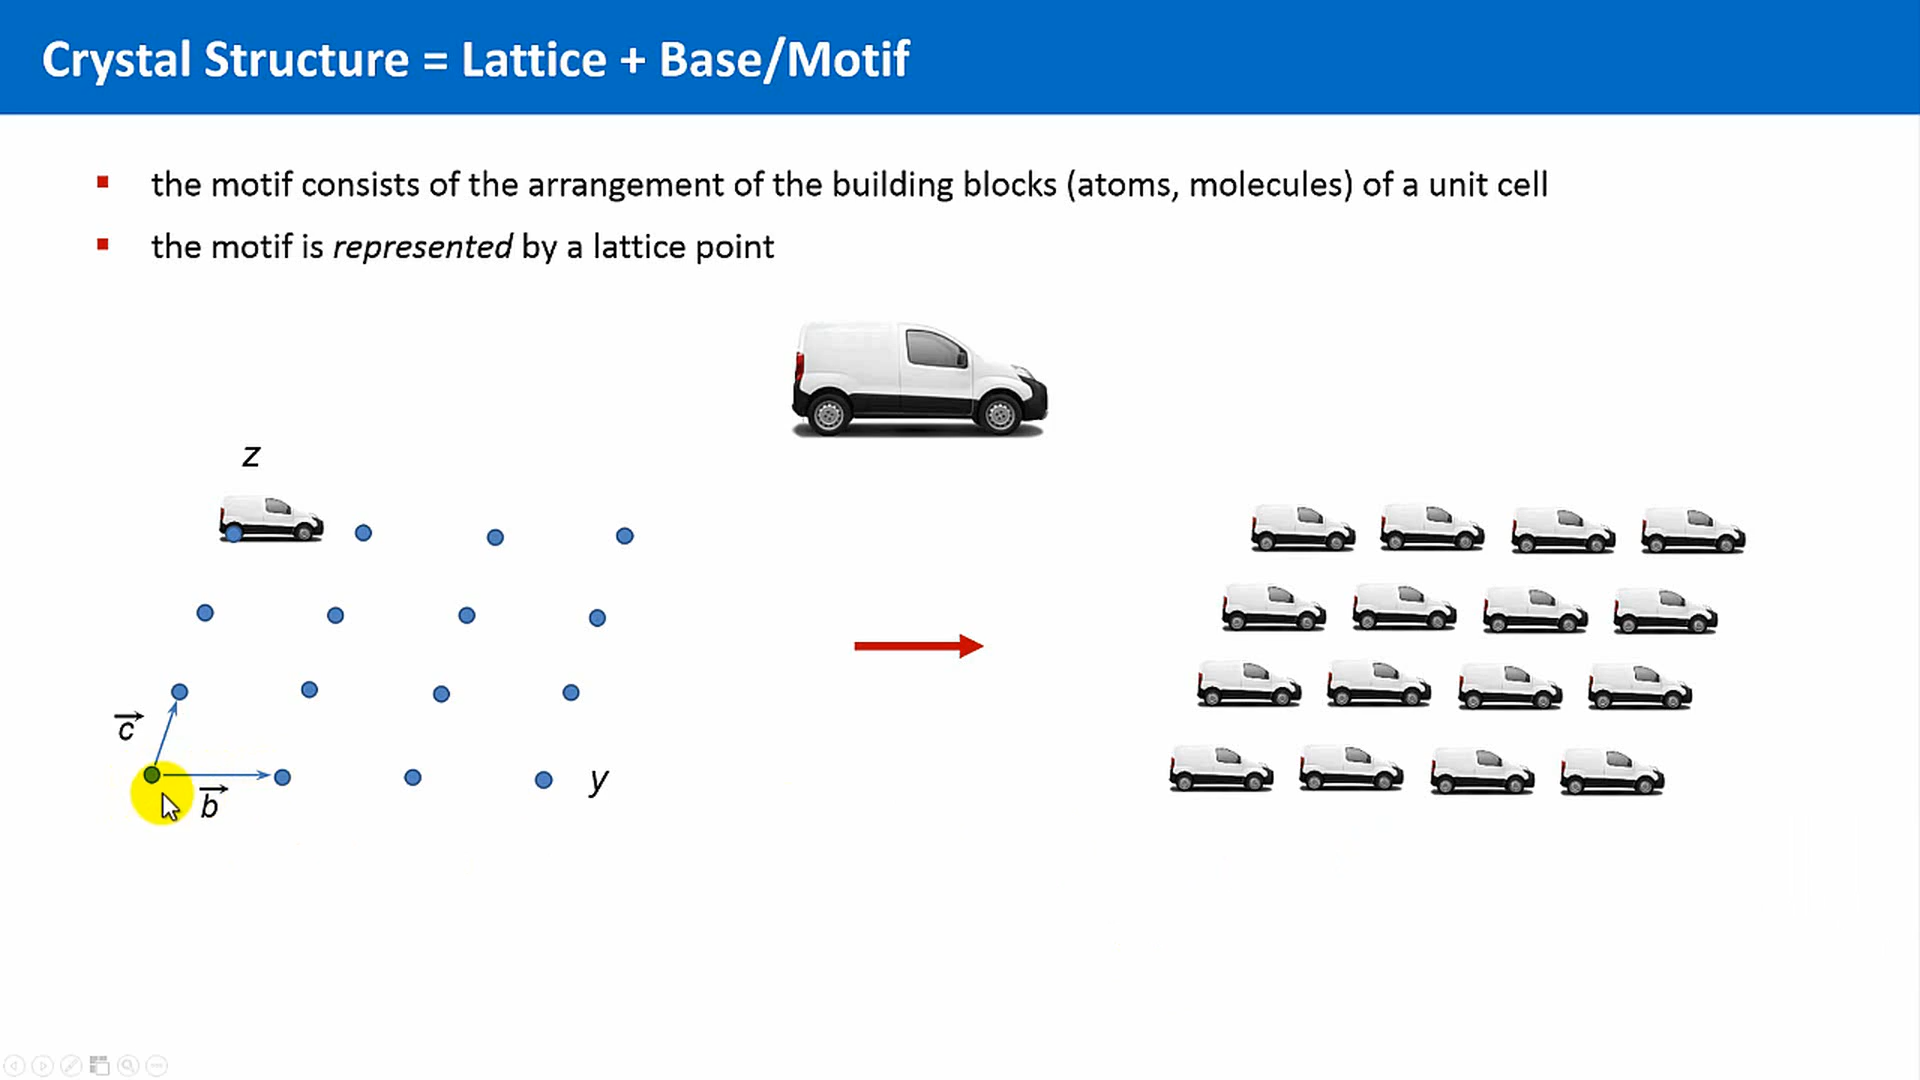 Crystal Structure = Lattice + Base/Motif
the motif consists of the arrangement of the building blocks (atoms, molecules) of a unit cell
the motif is represented by a lattice point
z
c
b
y